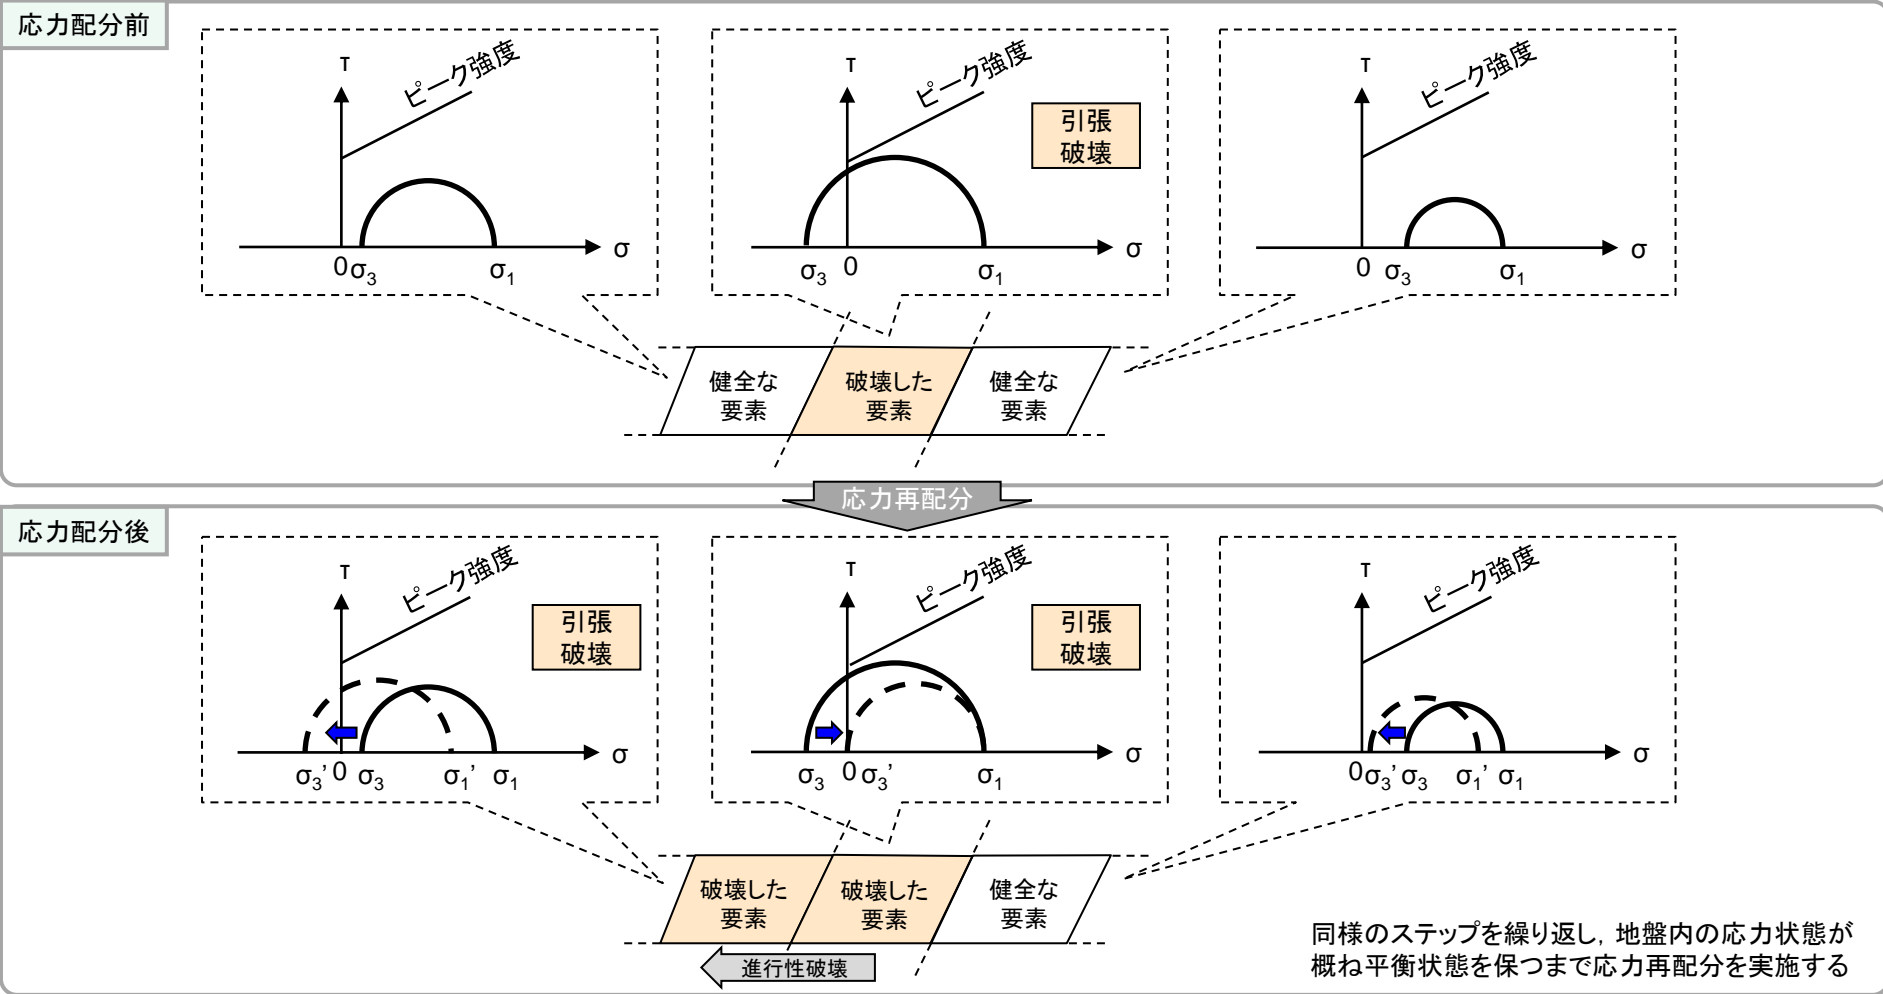 応力配分前
τ
ピーク強度
σ
0 σ3 σ1
τ
ピーク強度
引張
破壊
σ
σ3 0 σ1
τ
ピーク強度
σ
0 σ3 σ1
健全な
要素
破壊した
要素
健全な
要素
応力再配分
応力配分後
τ
ピーク強度
引張
破壊
σ
σ3’ 0 σ3 σ1’ σ1
τ
ピーク強度
引張
破壊
σ
σ3 0 σ3’ σ1
τ
ピーク強度
σ
0 σ3’ σ3 σ1’ σ1
破壊した
要素
破壊した
要素
健全な
要素
進行性破壊
同様のステップを繰り返し，地盤内の応力状態が
概ね平衡状態を保つまで応力再配分を実施する